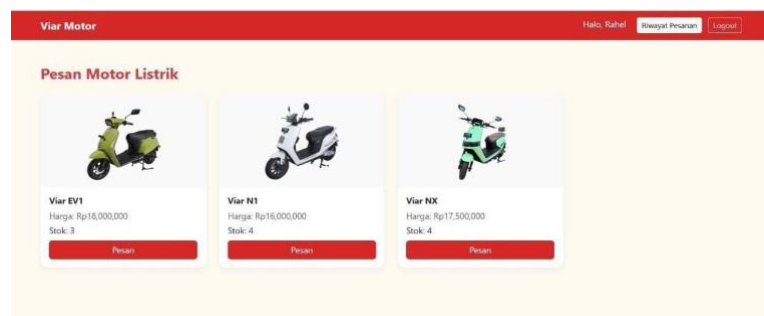 Viar Motor
Halo, Rahel Riwayat Pesanan Logout
Pesan Motor Listrik
Viar EV1
Harga: Rp18,000,000
Stok: 3
Pesan
Viar N1
Harga: Rp16,000,000
Stok: 4
Pesan
Viar NX
Harga: Rp17,500,000
Stok: 4
Pesan